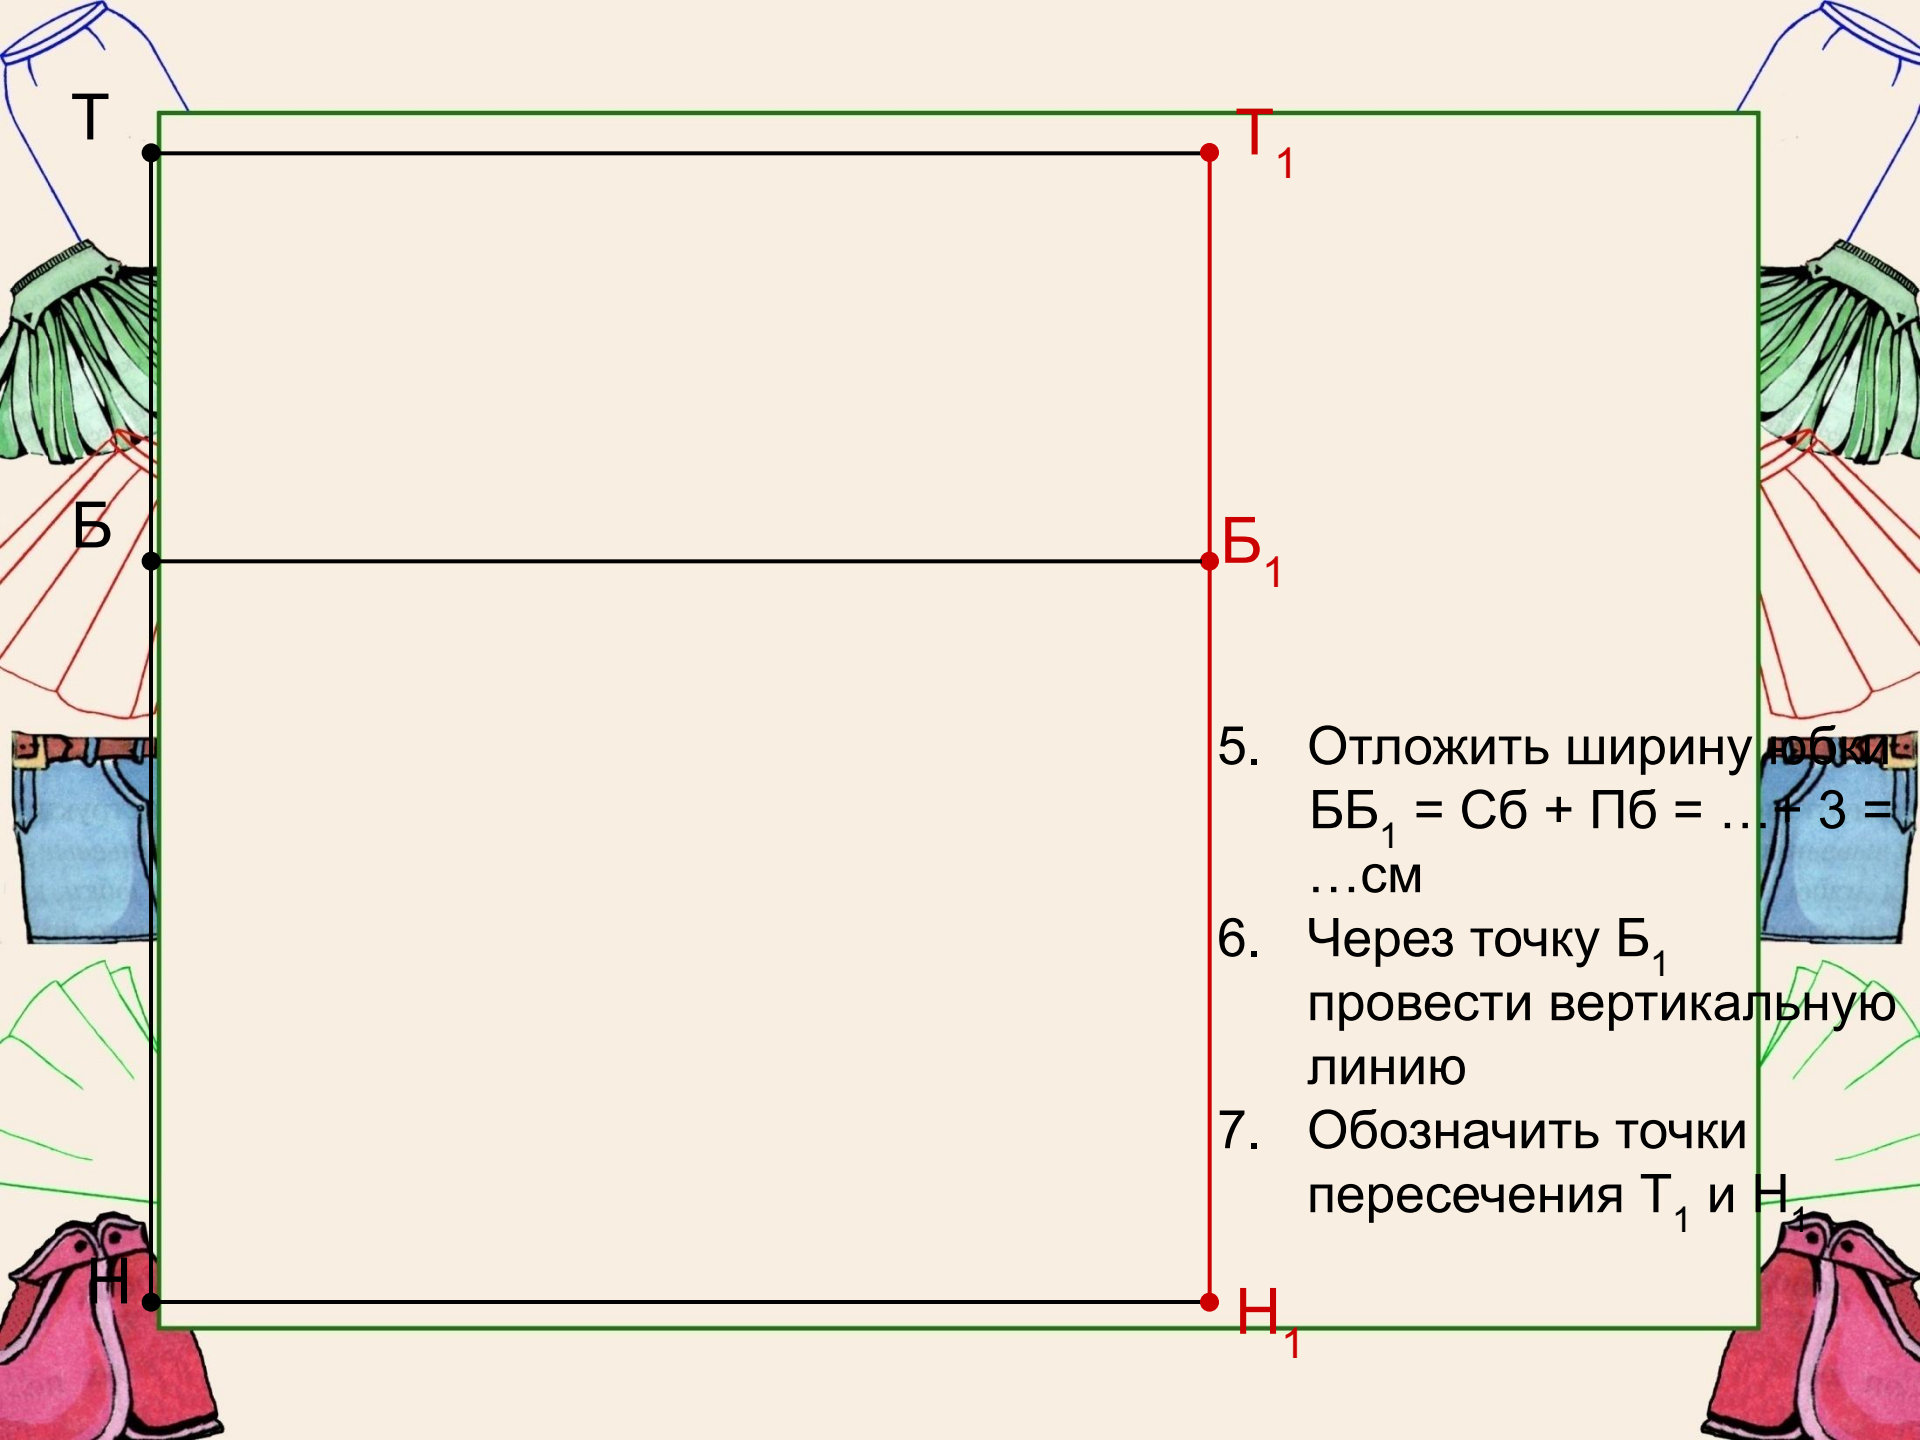 Т
Т1
Б
Б1
5. Отложить ширину юбки
ББ1 = Сб + Пб = …+ 3 =
…см
6. Через точку Б1
провести вертикальную
линию
7. Обозначить точки
пересечения Т1 и Н1
Н
Н1